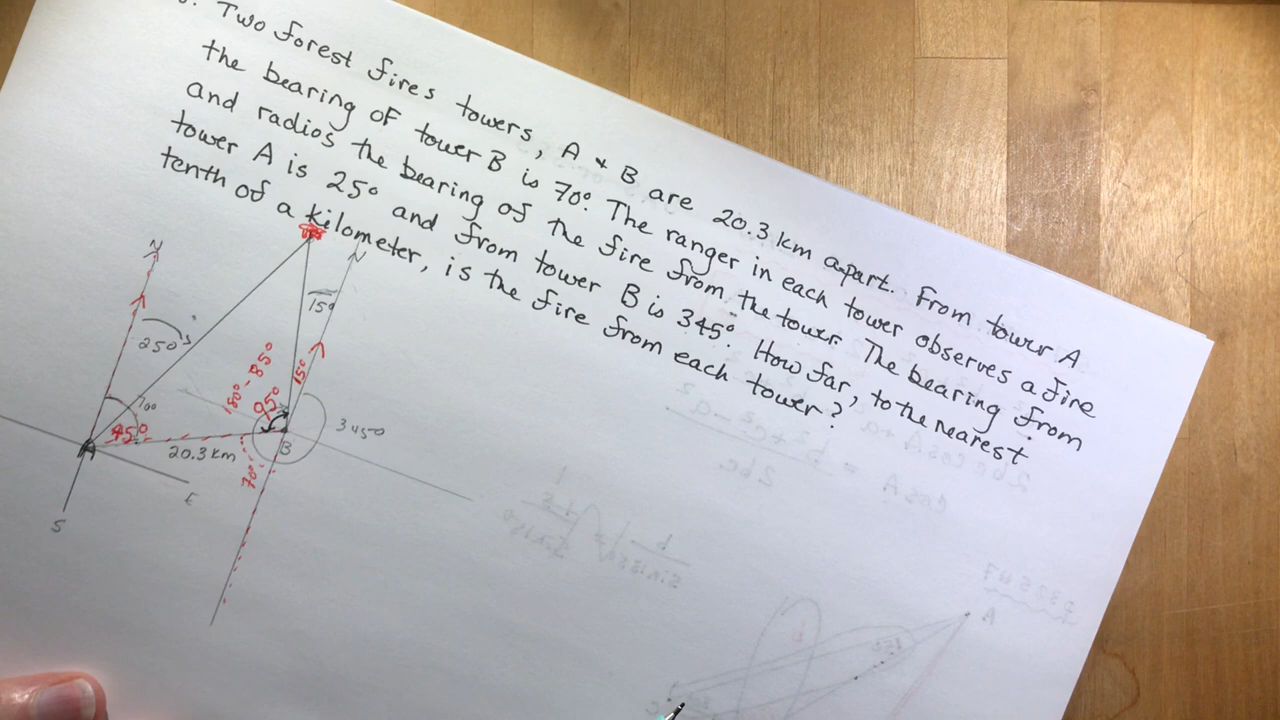 Two forest fires towers, A & B are 20.3 km apart. From tower A
the bearing of tower B is 70°. The ranger in each tower observes a fire
and radios the bearing of the fire from the tower. The bearing from
tower A is 25° and from tower B is 345°. How far, to the nearest
tenth of a kilometer, is the fire from each tower?
N
N
15°
25°
180° - 85°
15°
95°
70°
45°
345°
A
20.3 km
B
70°
E
S
A
C